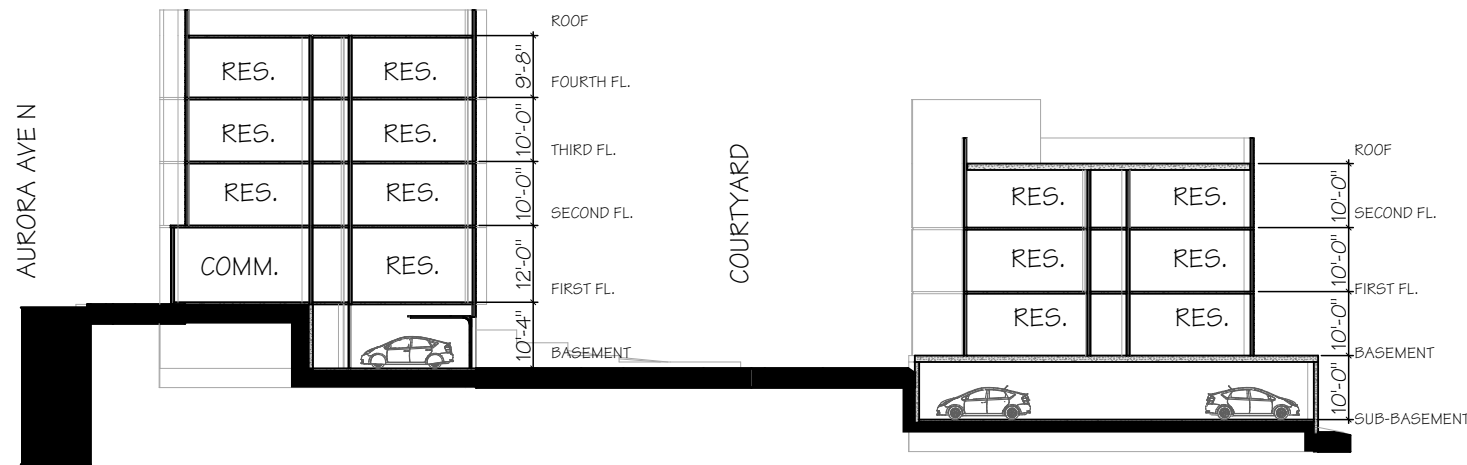 AURORA AVE N
ROOF
RES.
RES.
9'-8"
FOURTH FL.
RES.
RES.
10'-0"
THIRD FL.
RES.
RES.
10'-0"
SECOND FL.
COMM.
RES.
12'-0"
FIRST FL.
10'-4"
BASEMENT
COURTYARD
ROOF
RES.
RES.
10'-0"
SECOND FL.
RES.
RES.
10'-0"
FIRST FL.
RES.
RES.
10'-0"
BASEMENT
10'-0"
SUB-BASEMENT